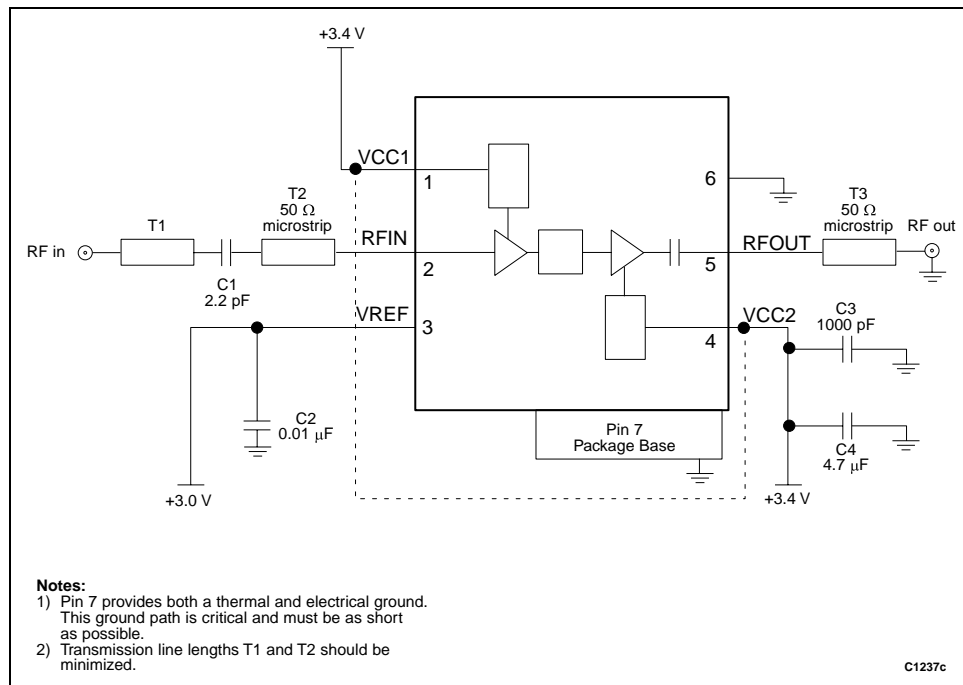 +3.4 V
VCC1
1
6
T2
50 Ω
microstrip
T3
50 Ω
microstrip
T1
RF in
RFIN
2
RFOUT
5
RF out
C1
2.2 pF
VREF
3
VCC2
4
C3
1000 pF
C2
0.01 μF
Pin 7
Package Base
C4
4.7 μF
+3.0 V
+3.4 V
Notes:
1) Pin 7 provides both a thermal and electrical ground.
This ground path is critical and must be as short
as possible.
2) Transmission line lengths T1 and T2 should be
minimized.
C1237c